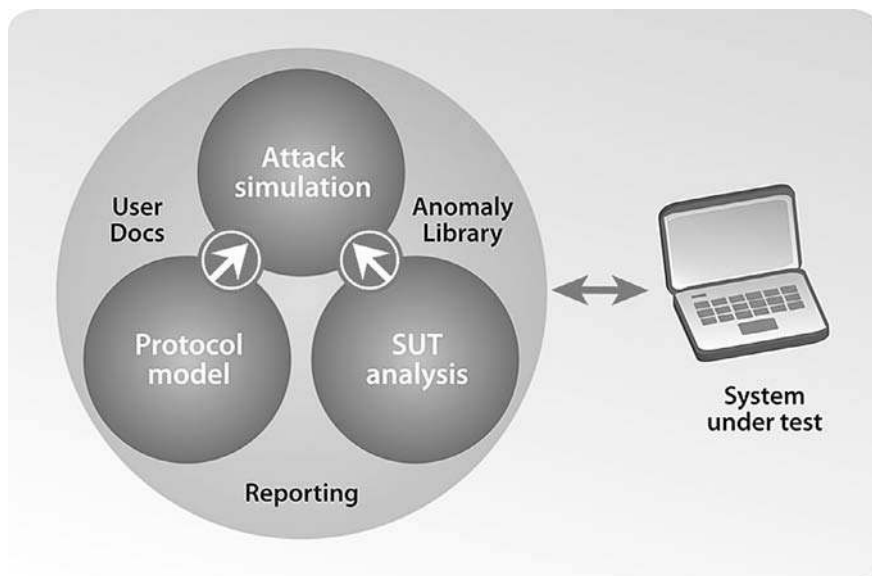 Attack
simulation
User
Docs
Anomaly
Library
Protocol
model
SUT
analysis
System
under test
Reporting